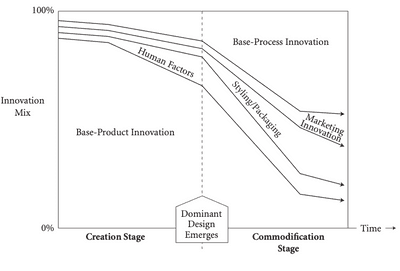 100%
Base-Process Innovation
Human Factors
Styling/Packaging
Innovation
Mix
Marketing
Innovation
Base-Product Innovation
Dominant
Design
Emerges
0%
Time
Creation Stage
Commodification
Stage